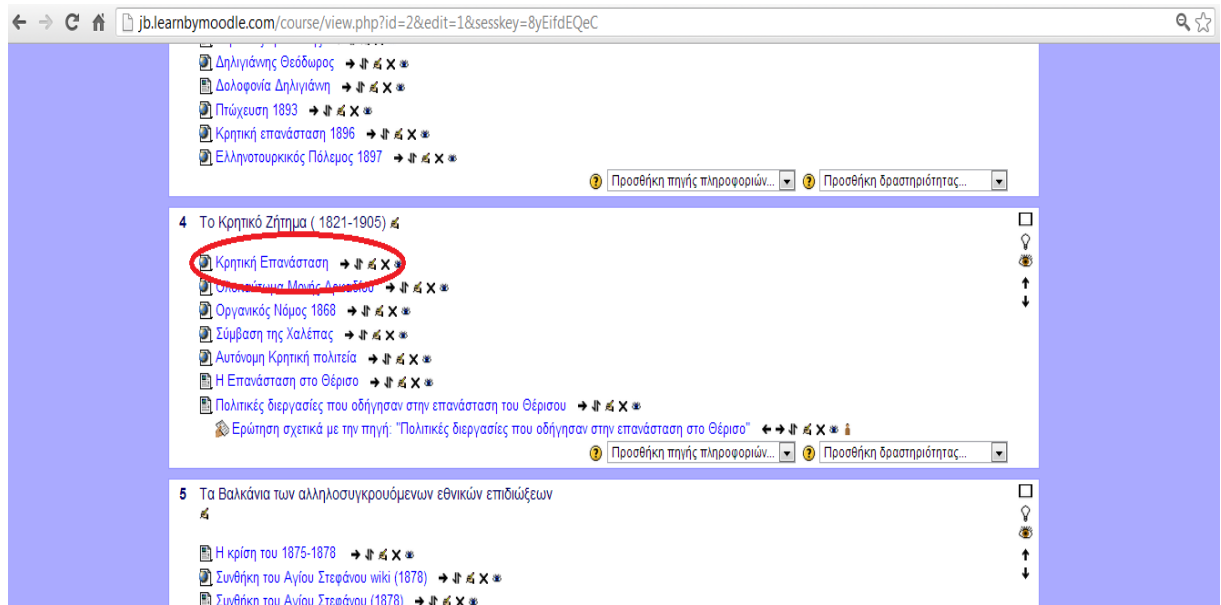 jb.learnbymoodle.com/course/view.php?id=2&edit=1&sesskey=8yEifdEQeC
Δηλιγιάννης Θεόδωρος
Δολοφονία Δηλιγιάννη
Πτώχευση 1893
Κρητική επανάσταση 1896
Ελληνοτουρκικός Πόλεμος 1897
Προσθήκη πηγής πληροφοριών... Προσθήκη δραστηριότητας...
4 Το Κρητικό Ζήτημα ( 1821-1905)
Κρητική Επανάσταση
Ολοκαύτωμα Μονής Αρκαδίου
Οργανικός Νόμος 1868
Σύμβαση της Χαλέπας
Αυτόνομη Κρητική πολιτεία
Η Επανάσταση στο Θέρισο
Πολιτικές διεργασίες που οδήγησαν στην επανάσταση του Θέρισου
Ερώτηση σχετικά με την πηγή: "Πολιτικές διεργασίες που οδήγησαν στην επανάσταση στο Θέρισο"
Προσθήκη πηγής πληροφοριών... Προσθήκη δραστηριότητας...
5 Τα Βαλκάνια των αλληλοσυγκρουόμενων εθνικών επιδιώξεων
Η κρίση του 1875-1878
Συνθήκη του Αγίου Στεφάνου wiki (1878)
Συνθήκη του Αγίου Στεφάνου (1878)